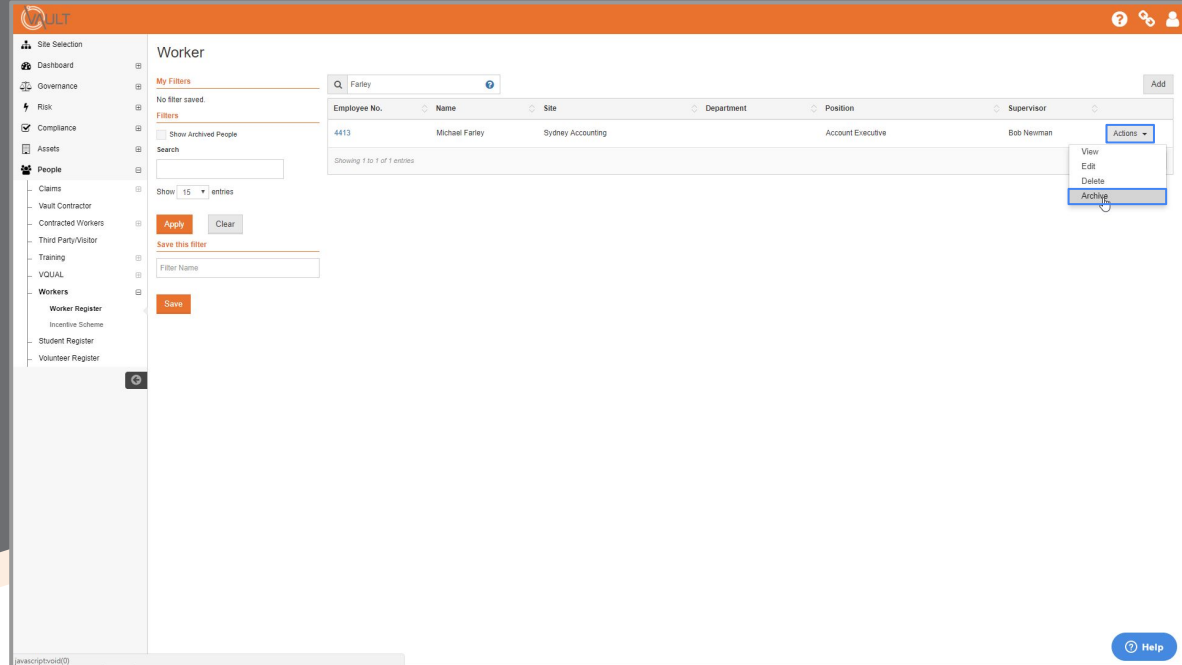 VAULT
Site Selection
Dashboard
Governance
Risk
Compliance
Assets
People
Claims
Vault Contractor
Contracted Workers
Third Party/Visitor
Training
VQUAL
Workers
Worker Register
Incentive Scheme
Student Register
Volunteer Register
Worker
My Filters
No filter saved.
Filters
Show Archived People
Search
Show 15 entries
Apply Clear
Save this filter
Filter Name
Save
Farley
Add
Employee No. Name Site Department Position Supervisor
4413 Michael Farley Sydney Accounting Account Executive Bob Newman Actions
Showing 1 to 1 of 1 entries
View
Edit
Delete
Archive
Help
javascript:void(0)